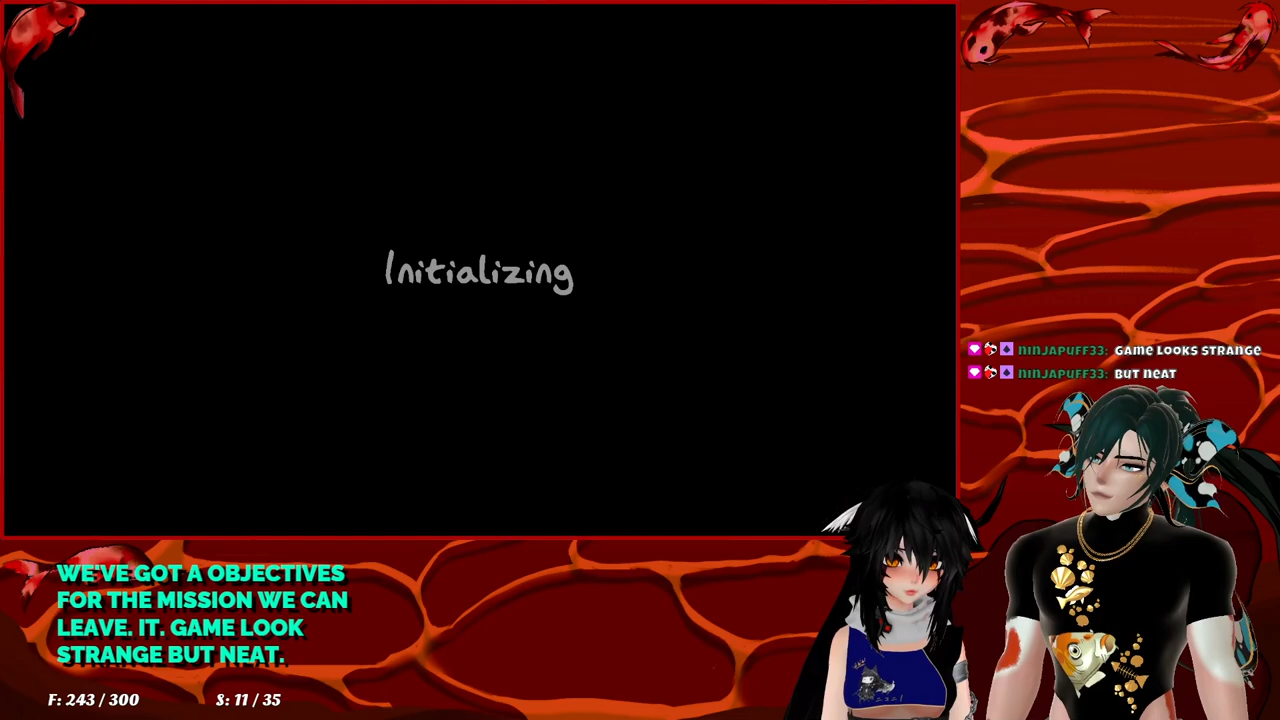 Initializing
ninjapuff33: Game looks strange
ninjapuff33: but neat
WE'VE GOT A OBJECTIVES
FOR THE MISSION WE CAN
LEAVE. IT. GAME LOOK
STRANGE BUT NEAT.
F: 243 / 300
S: 11 / 35
2021